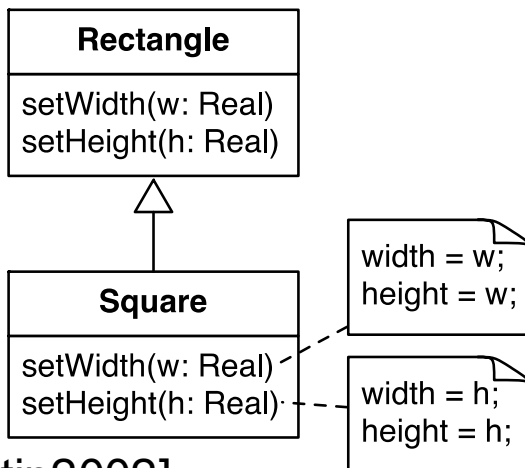 Rectangle
setWidth(w: Real)
setHeight(h: Real)
Square
setWidth(w: Real)
setHeight(h: Real)
width = w;
height = w;
width = h;
height = h;